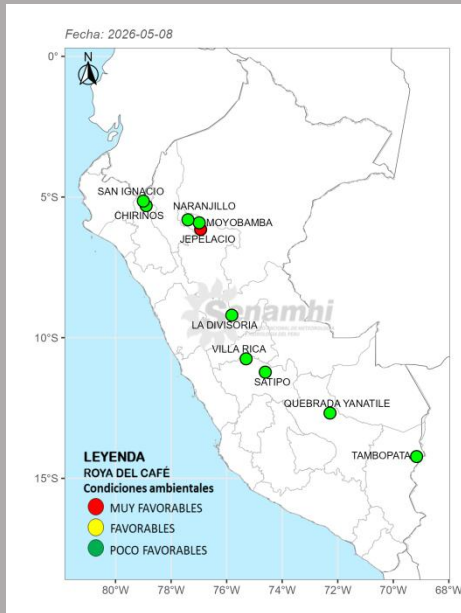 Fecha: 2026-05-08
0°
N
5°S
10°S
15°S
SAN IGNACIO
CHIRINOS
NARANJILLO
MOYOBAMBA
JEPELACIO
Senamhi
LA DIVISORIA
VILLA RICA
SATIPO
QUEBRADA YANATILE
TAMBOPATA
LEYENDA
ROYA DEL CAFÉ
Condiciones ambientales
MUY FAVORABLES
FAVORABLES
POCO FAVORABLES
80°W 78°W 76°W 74°W 72°W 70°W 68°W